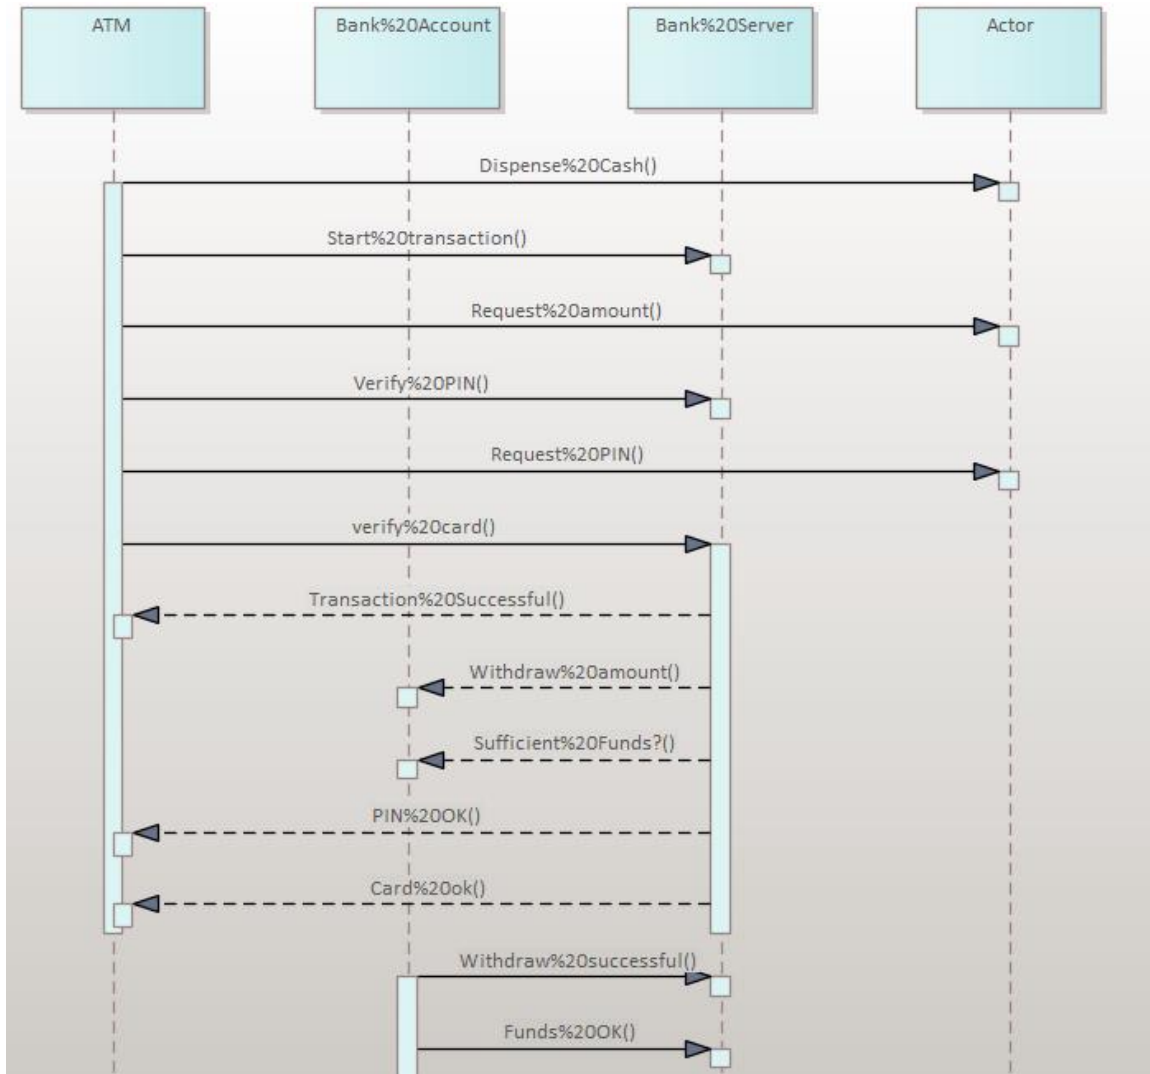 ATM
Bank%20Account
Bank%20Server
Actor
Dispense%20Cash()
Start%20transaction()
Request%20amount()
Verify%20PIN()
Request%20PIN()
verify%20card()
Transaction%20Successful()
Withdraw%20amount()
Sufficient%20Funds?()
PIN%20OK()
Card%20ok()
Withdraw%20successful()
Funds%20OK()